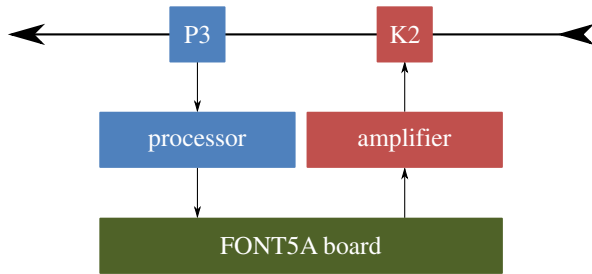 P3
K2
processor
amplifier
FONT5A board